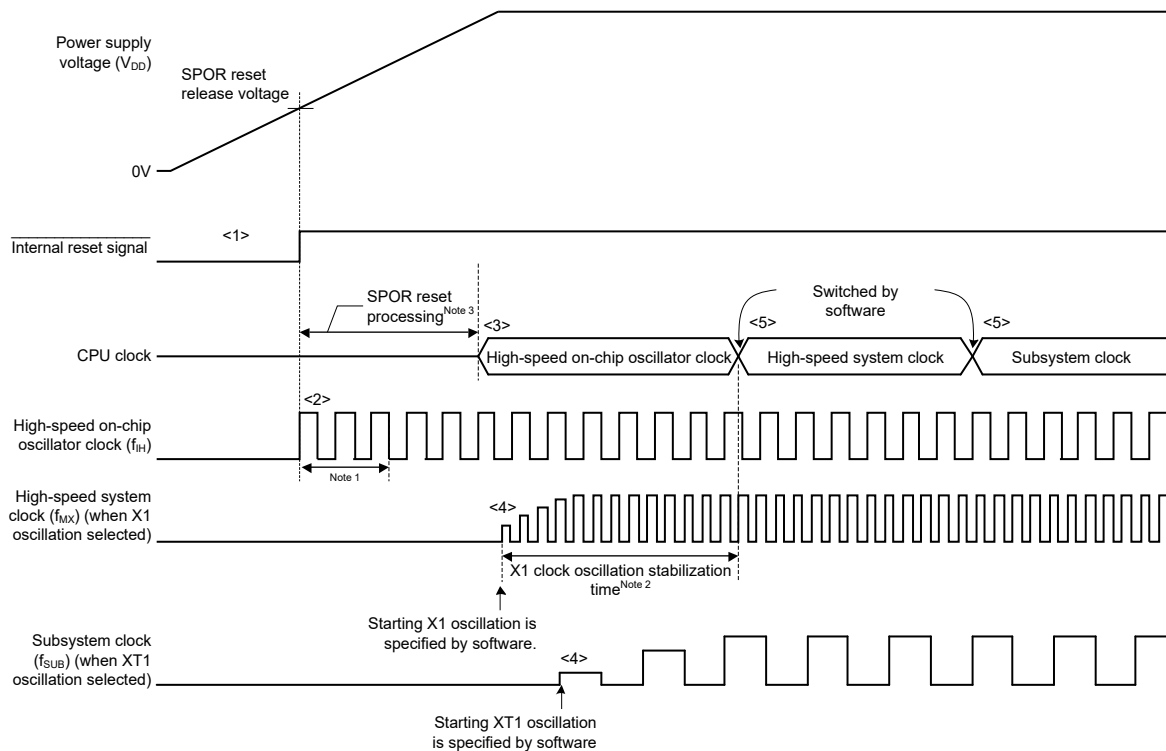 Power supply
voltage (VDD)
SPOR reset
release voltage
0V
Internal reset signal
<1>
SPOR reset
processing Note 3
<3>
Switched by
software
<5>
<5>
CPU clock
High-speed on-chip oscillator clock
High-speed system clock
Subsystem clock
<2>
High-speed on-chip
oscillator clock (fIH)
Note 1
High-speed system
clock (fMX) (when X1
oscillation selected)
<4>
X1 clock oscillation stabilization
time Note 2
Starting X1 oscillation is
specified by software.
Subsystem clock
(fSUB) (when XT1
oscillation selected)
<4>
Starting XT1 oscillation
is specified by software